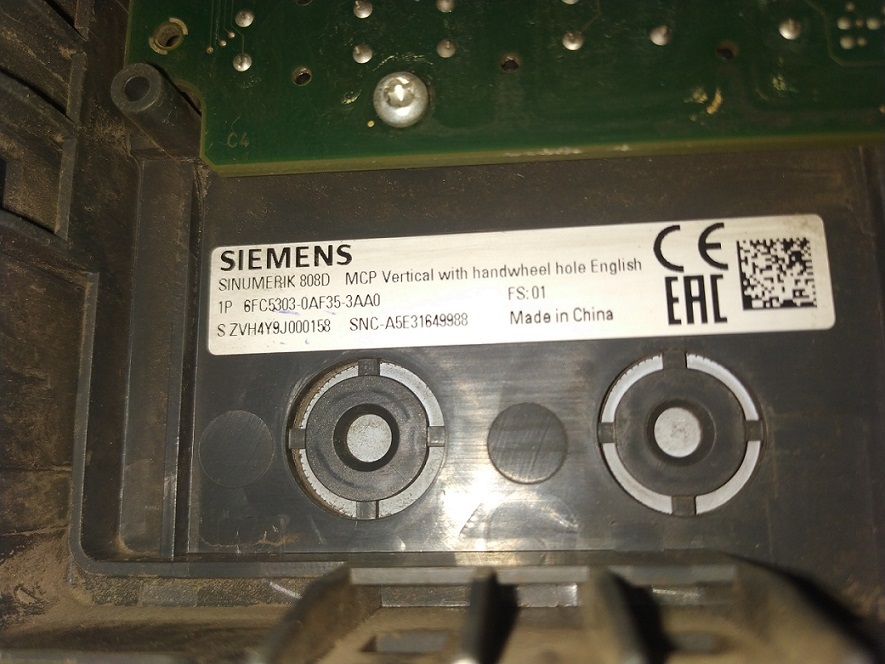 C4
SIEMENS
SINUMERIK 808D MCP Vertical with handwheel hole English
1P 6FC5303-0AF35-3AA0 FS:01
S ZVH4Y9J000158 SNC-A5E31649988 Made in China
CE
EAC